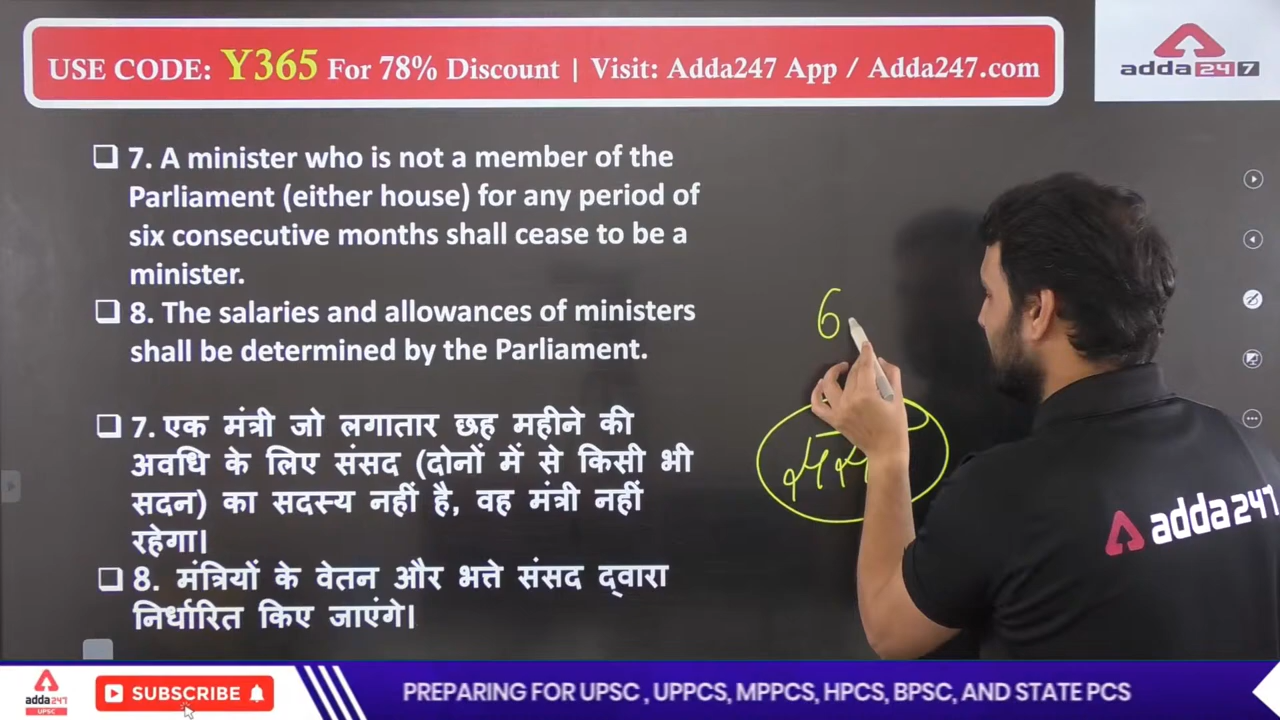 USE CODE: Y365 For 78% Discount | Visit: Adda247 App / Adda247.com
adda247
7. A minister who is not a member of the
Parliament (either house) for any period of
six consecutive months shall cease to be a
minister.
8. The salaries and allowances of ministers
shall be determined by the Parliament.
6
7. एक मंत्री जो लगातार छह महीने की
अवधि के लिए संसद (दोनों में से किसी भी
सदन) का सदस्य नहीं है, वह मंत्री नहीं
रहेगा।
8. मंत्रियों के वेतन और भत्ते संसद द्वारा
निर्धारित किए जाएंगे।
adda247
adda247
UPSC
SUBSCRIBE
PREPARING FOR UPSC , UPPCS, MPPCS, HPCS, BPSC, AND STATE PCS